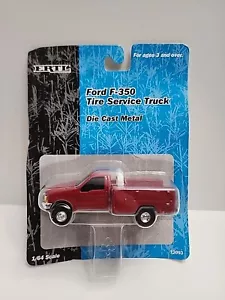 ERTL
For ages 3 and over.
Ford F-350
Tire Service Truck
Die Cast Metal
1/64 Scale